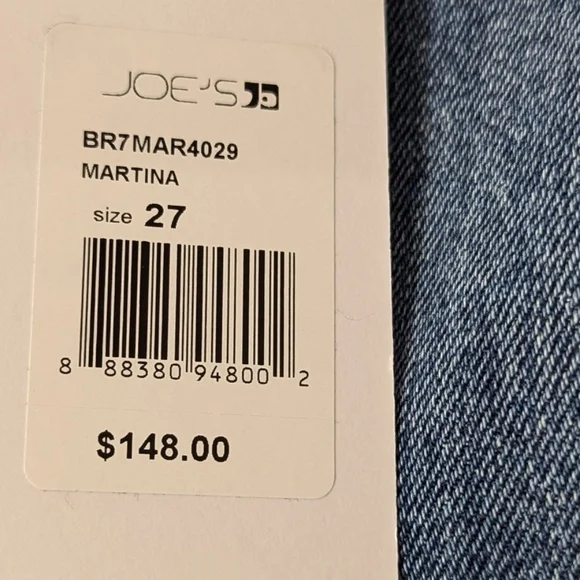 JOE'S
BR7MAR4029
MARTINA
size 27
8 88380 94800 2
$148.00